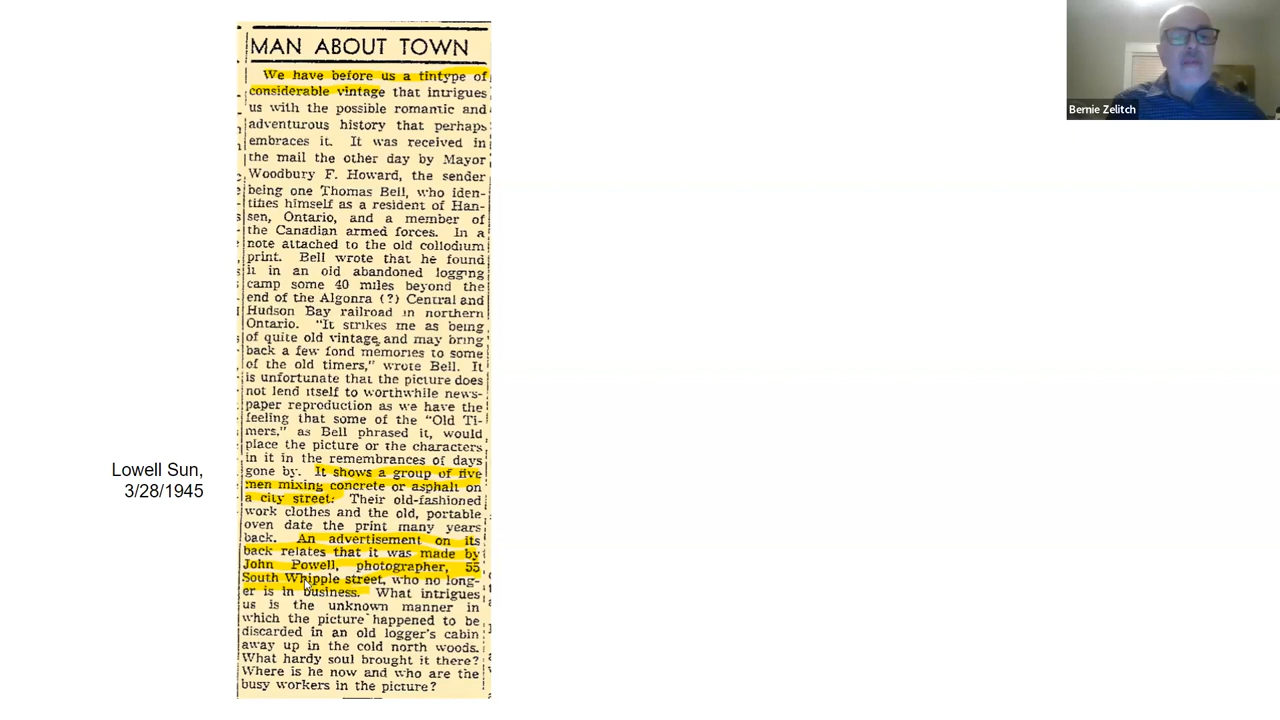 MAN ABOUT TOWN
We have before us a tintype of
considerable vintage that intrigues
us with the possible romantic and
adventurous history that perhaps
embraces it. It was received in
the mail the other day by Mayor
Woodbury F. Howard, the sender
being one Thomas Bell, who iden-
tifies himself as a resident of Han-
sen, Ontario, and a member of
the Canadian armed forces. In a
note attached to the old collodium
print. Bell wrote that he found
it in an old abandoned logging
camp some 40 miles beyond the
end of the Algonra (?) Central and
Hudson Bay railroad in northern
Ontario. "It strikes me as being
of quite old vintage and may bring
back a few fond memories to some
of the old timers," wrote Bell. It
is unfortunate that the picture does
not lend itself to worthwhile news-
paper reproduction as we have the
feeling that some of the "Old Ti-
mers," as Bell phrased it, would
place the picture or the characters
in it in the remembrances of days
gone by. It shows a group of five
men mixing concrete or asphalt on
a city street. Their old-fashioned
work clothes and the old, portable
oven date the print many years
back. An advertisement on its
back relates that it was made by
John Powell, photographer, 55
South Whipple street, who no long-
er is in business. What intrigues
us is the unknown manner in
which the picture happened to be
discarded in an old logger's cabin
away up in the cold north woods.
What hardy soul brought it there?
Where is he now and who are the
busy workers in the picture?
Lowell Sun,
3/28/1945
Bernie Zelitch